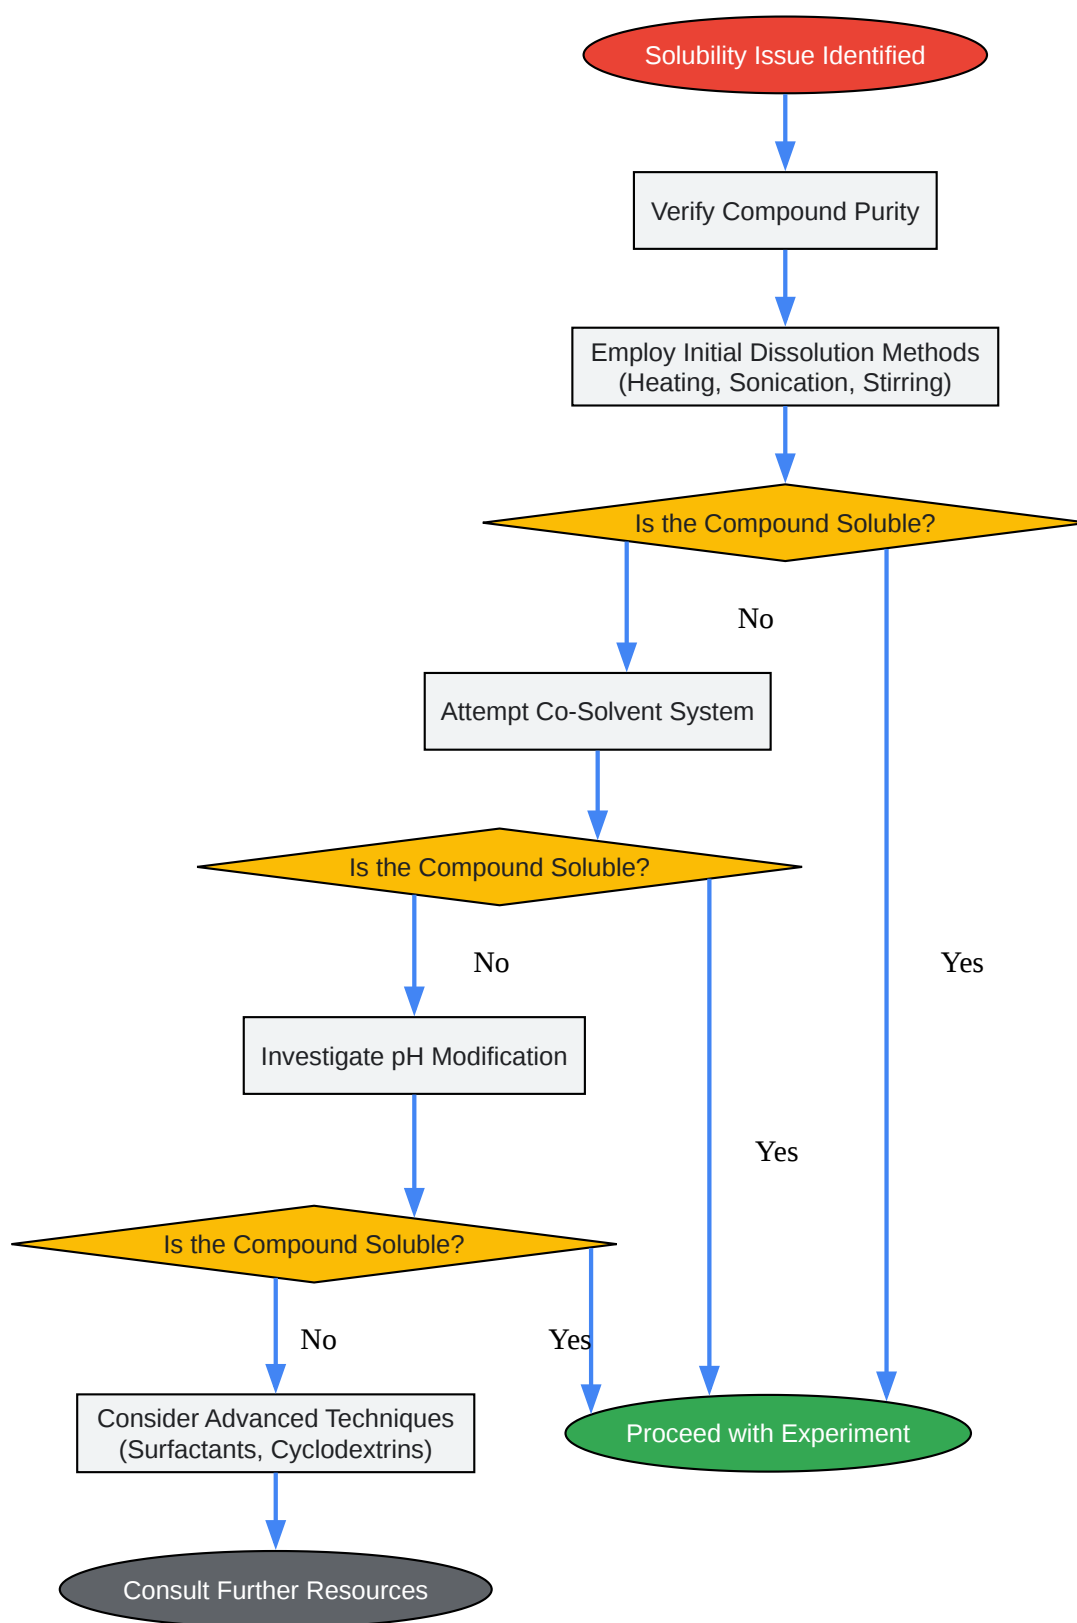 Solubility Issue Identified
Verify Compound Purity
Employ Initial Dissolution Methods
(Heating, Sonication, Stirring)
Is the Compound Soluble?
No
Attempt Co-Solvent System
Is the Compound Soluble?
No
Yes
Investigate pH Modification
Yes
Is the Compound Soluble?
No
Yes
Consider Advanced Techniques
(Surfactants, Cyclodextrins)
Proceed with Experiment
Consult Further Resources